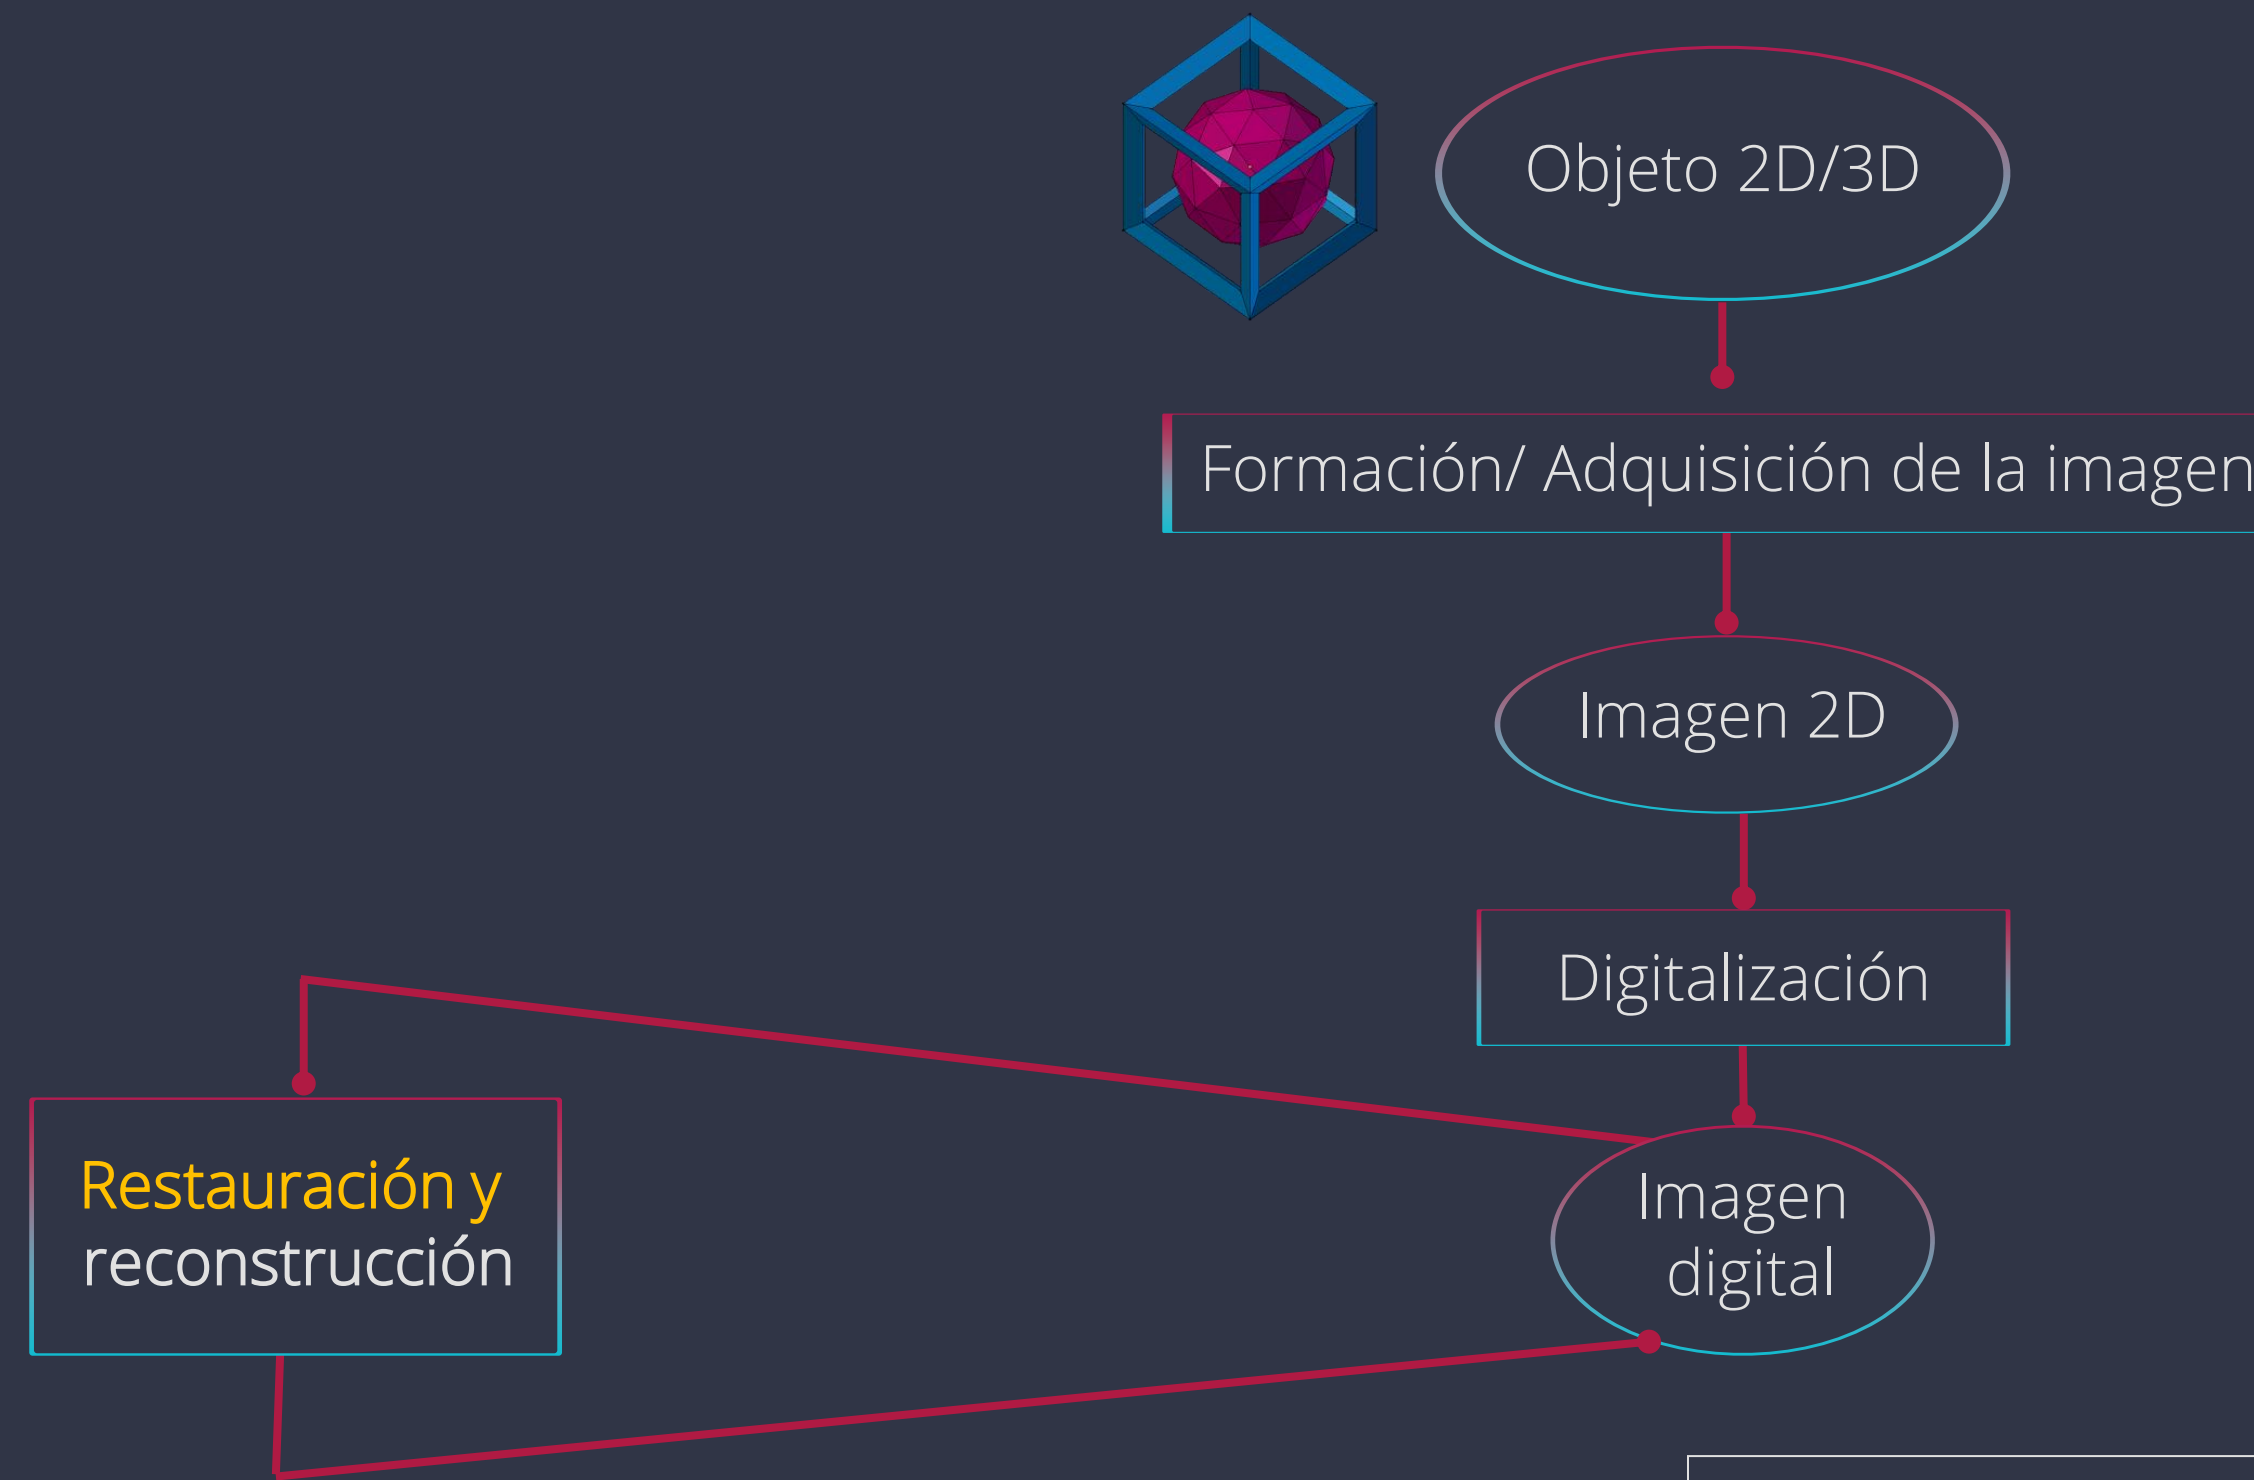 Objeto 2D/3D
Formación/ Adquisición de la imagen
Imagen 2D
Digitalización
Restauración y
reconstrucción
Imagen
digital